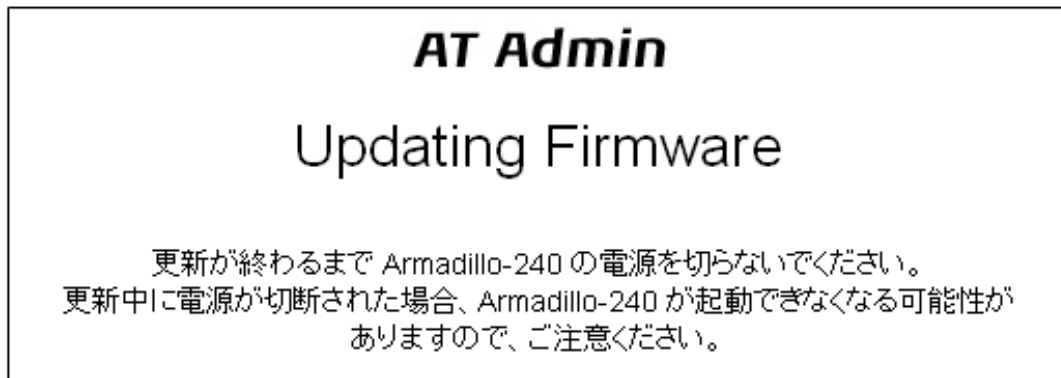 AT Admin
Updating Firmware
更新が終わるまで Armadillo-240 の電源を切らないでください。
更新中に電源が切断された場合、Armadillo-240 が起動できなくなる可能性が
ありますので、ご注意ください。